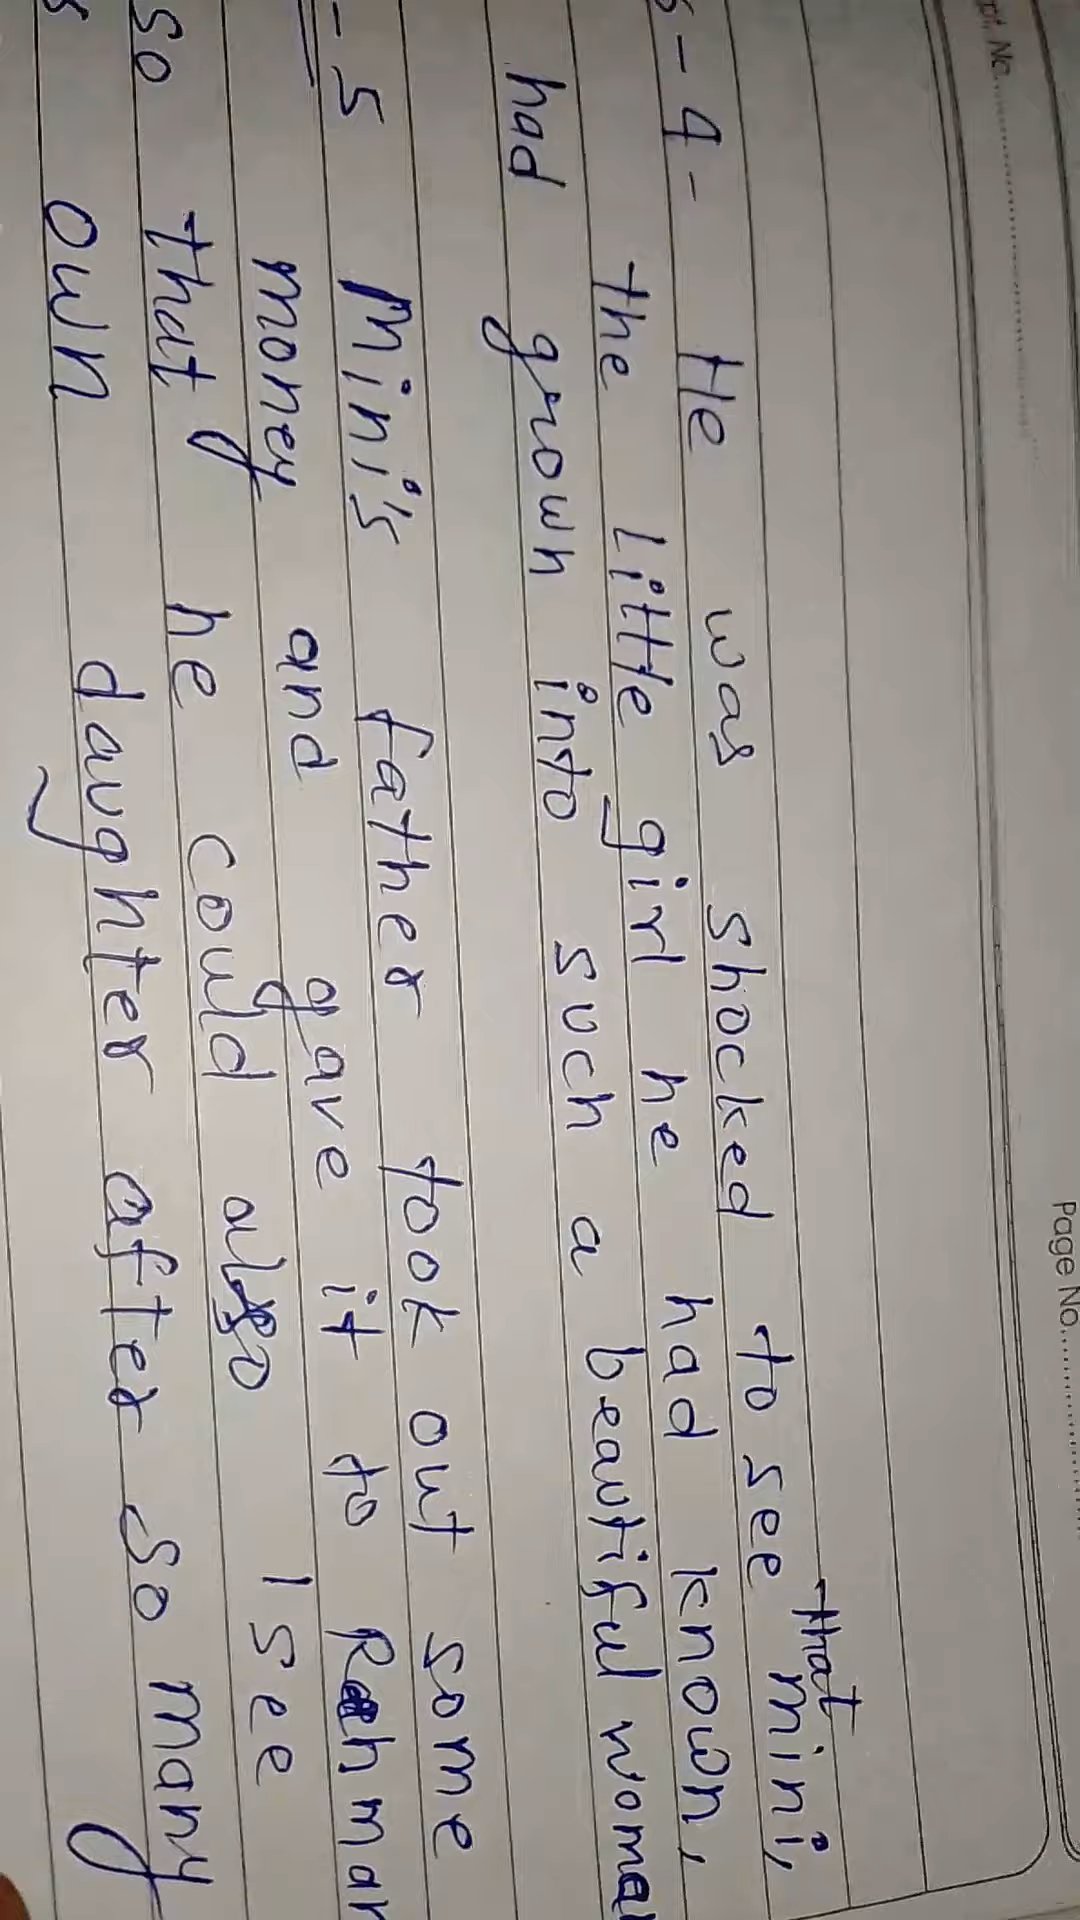 pt. No.
Page No.
- 4 - He was shocked to see that mini,
the little girl he had known,
had grown into such a beautiful
- 5 Mini's father took out some
money and gave it to
so that he could also see
own daughter after so many